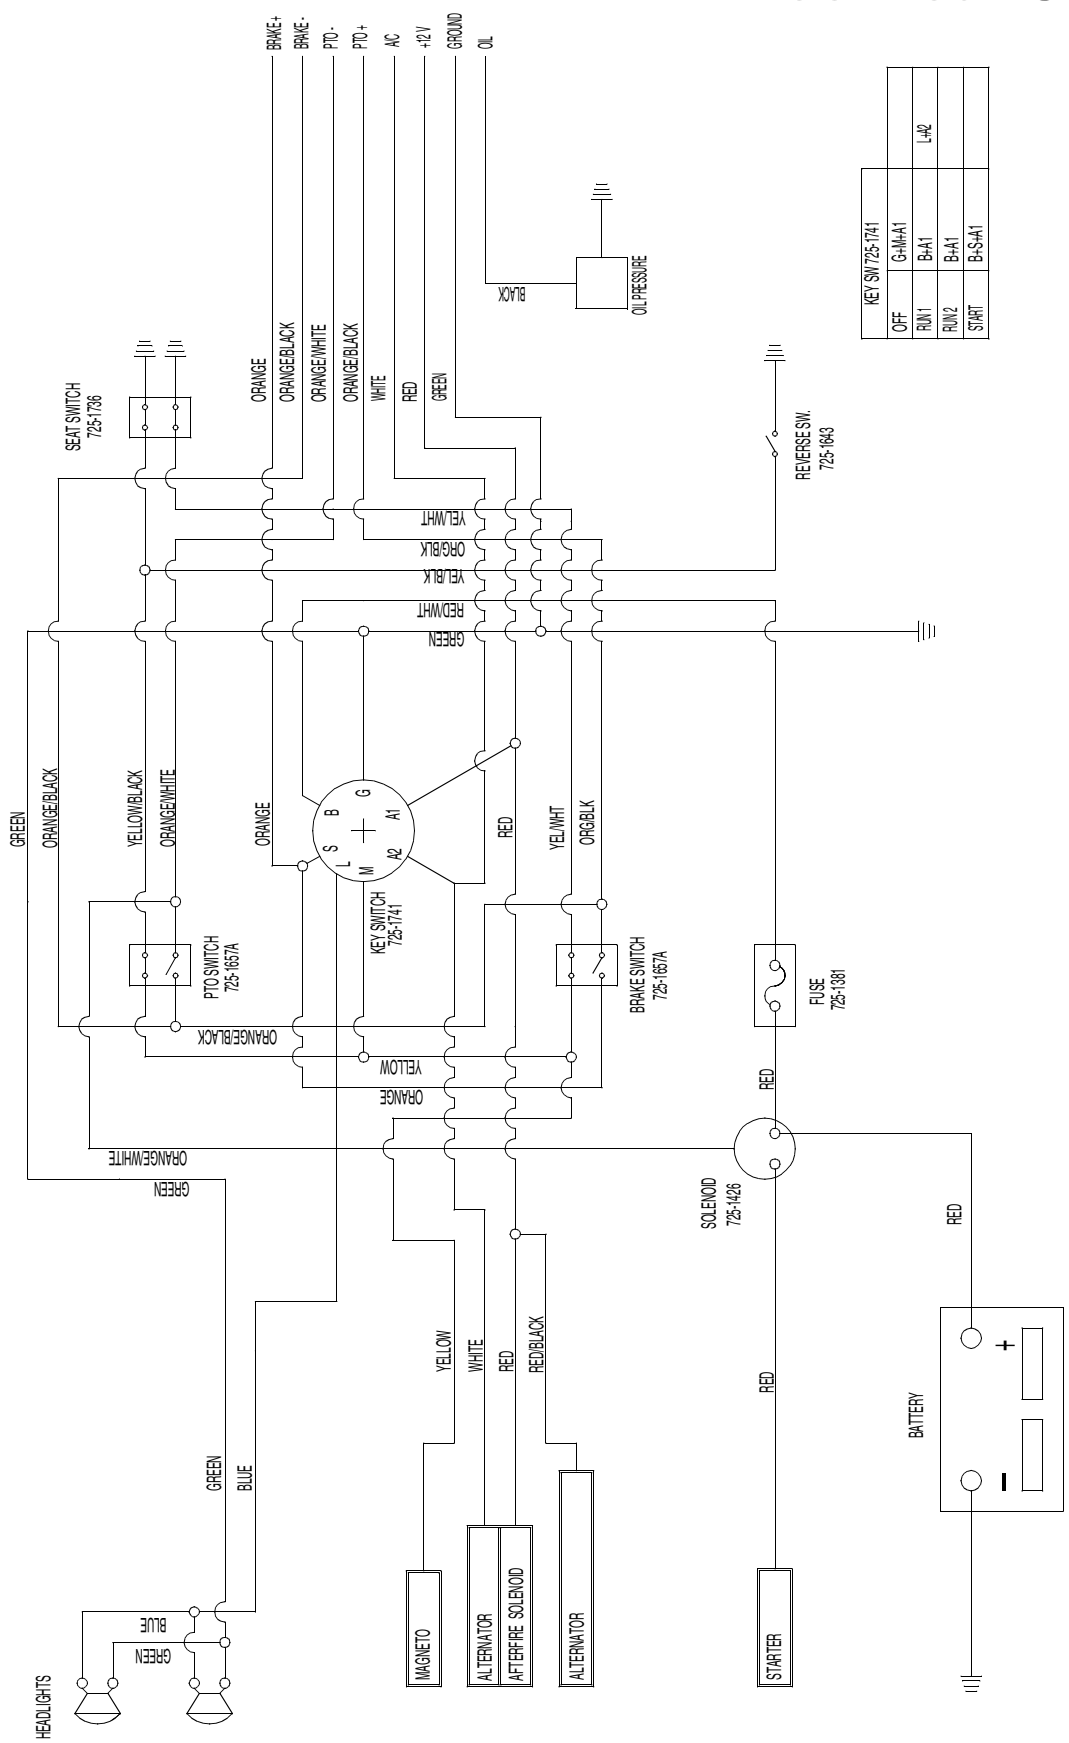 BRAKE +
BRAKE -
PTO -
PTO +
A/C
+12 V
GROUND
OIL
ORANGE
ORANGE/BLACK
ORANGE/WHITE
ORANGE/BLACK
WHITE
RED
GREEN
BLACK
OIL PRESSURE
KEY SW 725-1741
OFF G+M+A1
RUN 1 B+A1 L+A2
RUN 2 B+A1
START B+S+A1
SEAT SWITCH
725-1736
REVERSE SW.
725-1643
YEL/WHT
ORG/BLK
YEL/BLK
RED/WHT
GREEN
GREEN
ORANGE/BLACK
YELLOW/BLACK
ORANGE/WHITE
ORANGE
B
G
S
L
M
A1
A2
KEY SWITCH
725-1741
RED
YEL/WHT
ORG/BLK
PTO SWITCH
725-1657A
BRAKE SWITCH
725-1657A
FUSE
725-1381
ORANGE/BLACK
YELLOW
ORANGE
RED
ORANGE/WHITE
GREEN
SOLENOID
725-1426
RED
YELLOW
WHITE
RED
RED/BLACK
RED
BATTERY
+
-
GREEN
BLUE
BLUE
GREEN
HEADLIGHTS
MAGNETO
ALTERNATOR
AFTERFIRE SOLENOID
ALTERNATOR
STARTER